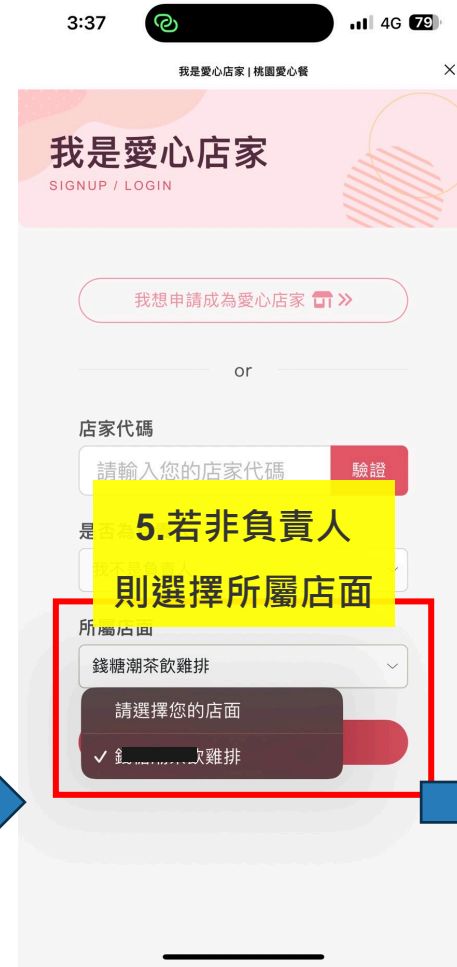 3:37
4G 79
我是愛心店家 | 桃園愛心餐
我是愛心店家
SIGNUP / LOGIN
我想申請成為愛心店家
or
店家代碼
請輸入您的店家代碼
驗證
是
5.若非負責人
則選擇所屬店面
所屬店面
錢糖潮茶飲雞排
請選擇您的店面
飲雞排